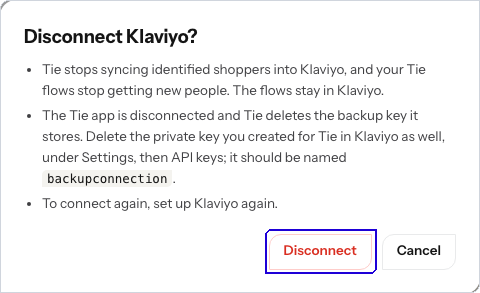 Disconnect Klaviyo?
• Tie stops syncing identified shoppers into Klaviyo, and your Tie
flows stop getting new people. The flows stay in Klaviyo.
• The Tie app is disconnected and Tie deletes the backup key it
stores. Delete the private key you created for Tie in Klaviyo as well,
under Settings, then API keys; it should be named
backupconnection.
• To connect again, set up Klaviyo again.
Disconnect Cancel